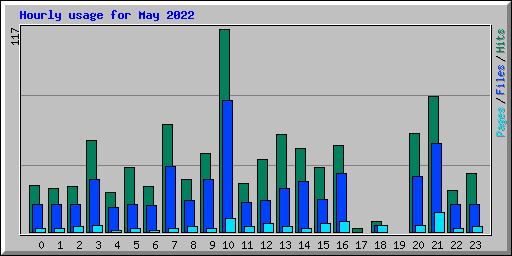 Hourly usage for May 2022
117
Pages / Files / Hits
0 1 2 3 4 5 6 7 8 9 10 11 12 13 14 15 16 17 18 19 20 21 22 23